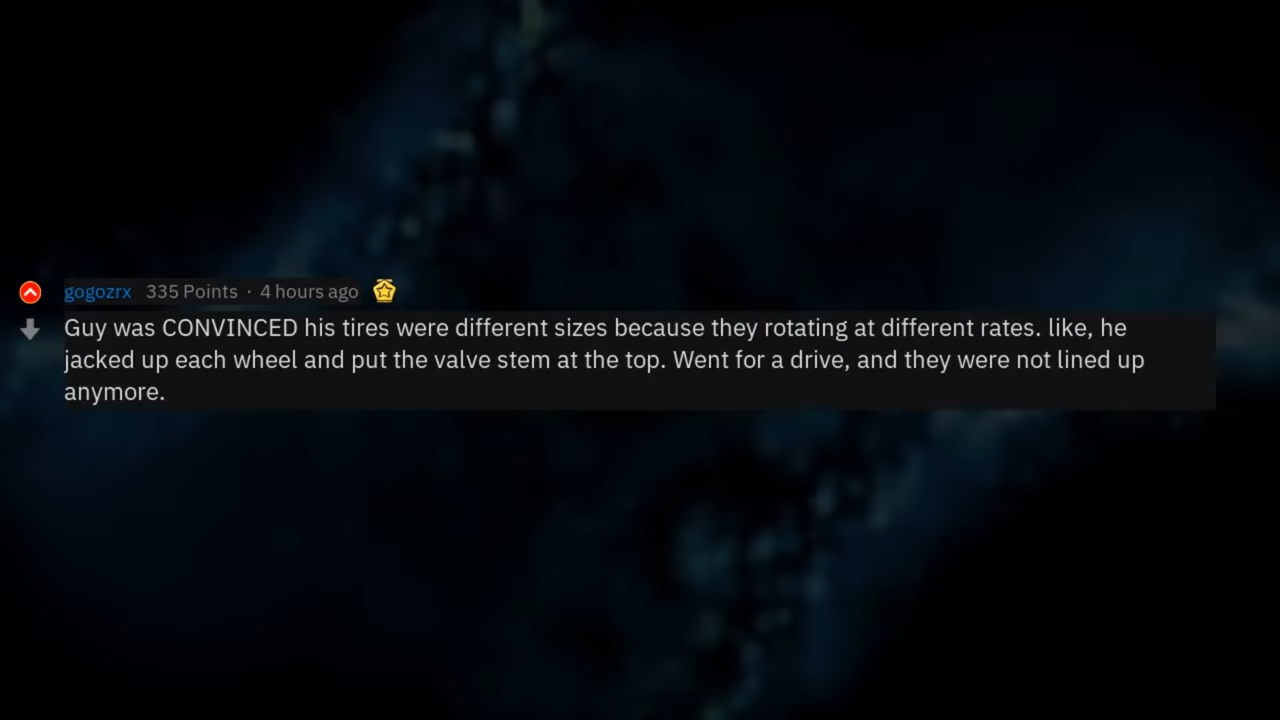 gogozrx 335 Points · 4 hours ago
Guy was CONVINCED his tires were different sizes because they rotating at different rates. like, he
jacked up each wheel and put the valve stem at the top. Went for a drive, and they were not lined up
anymore.